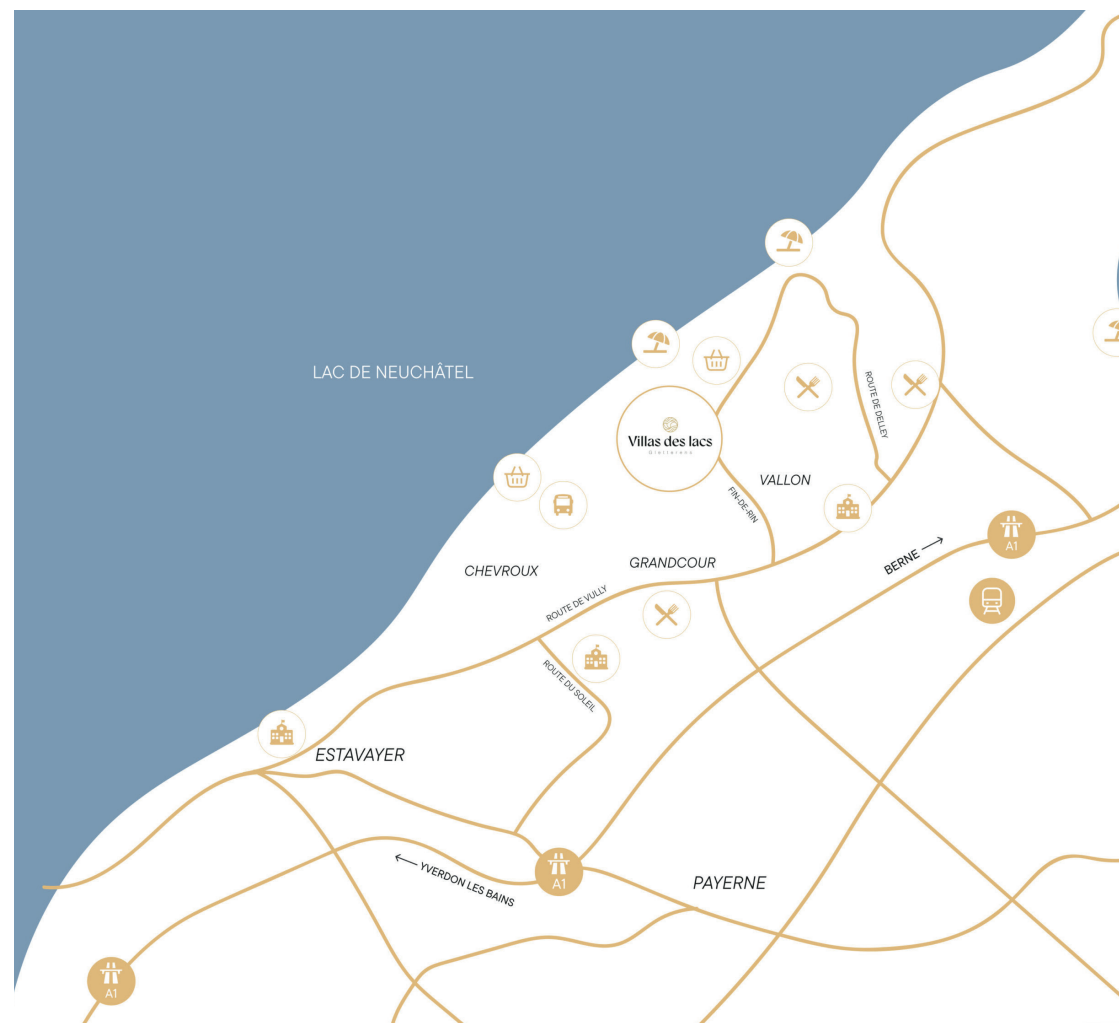 LAC DE NEUCHÂTEL
ROUTE DE DELLEY
Villas des lacs
Gletterens
VALLON
FIN-DE-RIN
A1
BERNE
GRANDCOUR
CHEVROUX
ROUTE DE VULLY
ROUTE DU SOLEIL
ESTAVAYER
YVERDON LES BAINS
A1
PAYERNE
A1